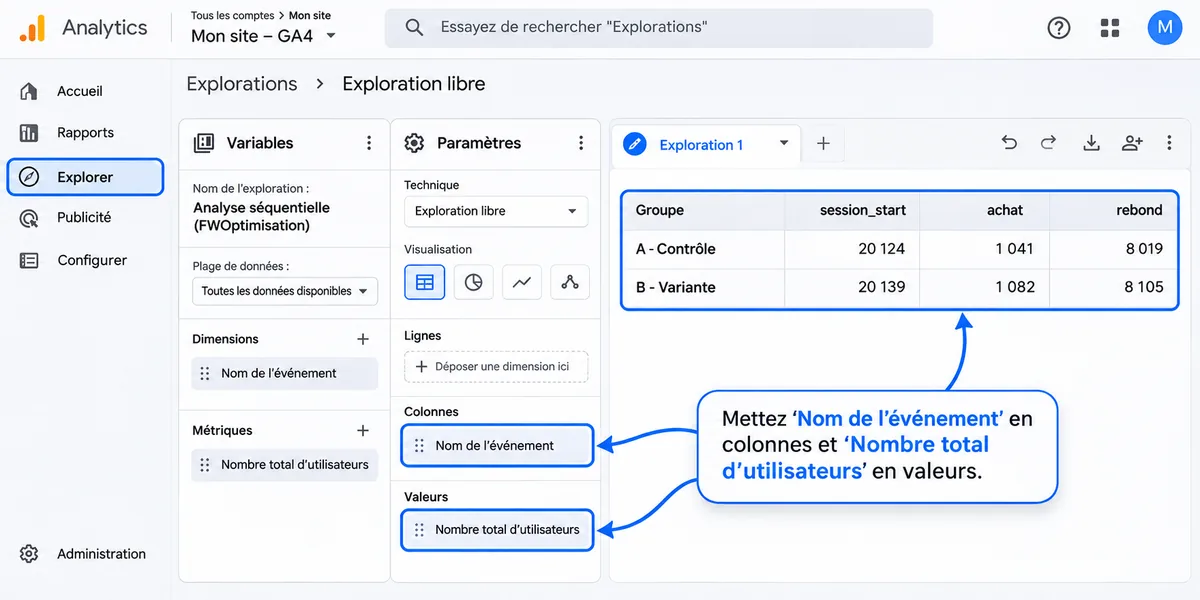 Analytics
Tous les comptes > Mon site
Mon site – GA4
Essayez de rechercher "Explorations"
M
Accueil
Rapports
Explorer
Publicité
Configurer
Administration
Explorations > Exploration libre
Variables
Nom de l'exploration :
Analyse séquentielle
(FWOptimisation)
Plage de données :
Toutes les données disponibles
Dimensions
Nom de l'événement
Métriques
Nombre total d'utilisateurs
Paramètres
Technique
Exploration libre
Visualisation
Lignes
Déposer une dimension ici
Colonnes
Nom de l'événement
Valeurs
Nombre total d'utilisateurs
Exploration 1
Groupe session_start achat rebond
A - Contrôle 20 124 1 041 8 019
B - Variante 20 139 1 082 8 105
Mettez ‘Nom de l’événement’ en
colonnes et ‘Nombre total
d’utilisateurs’ en valeurs.